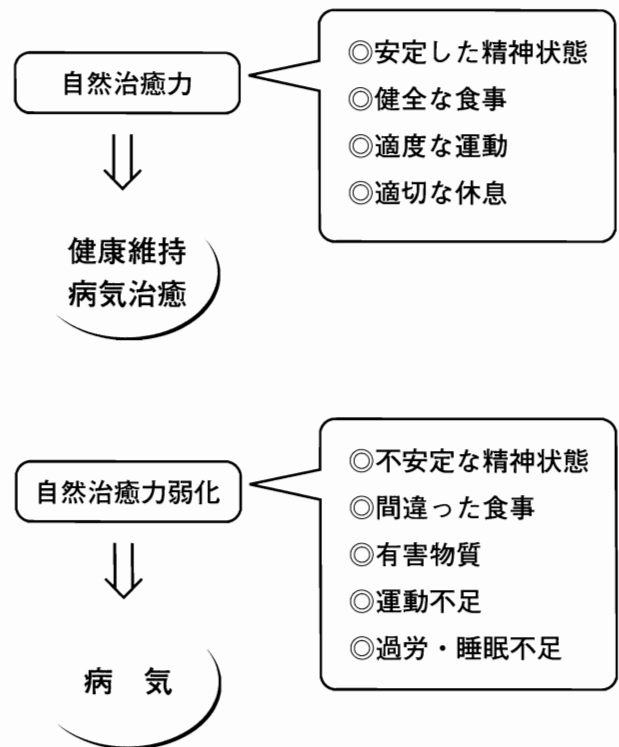 自然治癒力
◎安定した精神状態
◎健全な食事
◎適度な運動
◎適切な休息
健康維持
病気治癒
自然治癒力弱化
◎不安定な精神状態
◎間違った食事
◎有害物質
◎運動不足
◎過労・睡眠不足
病　気